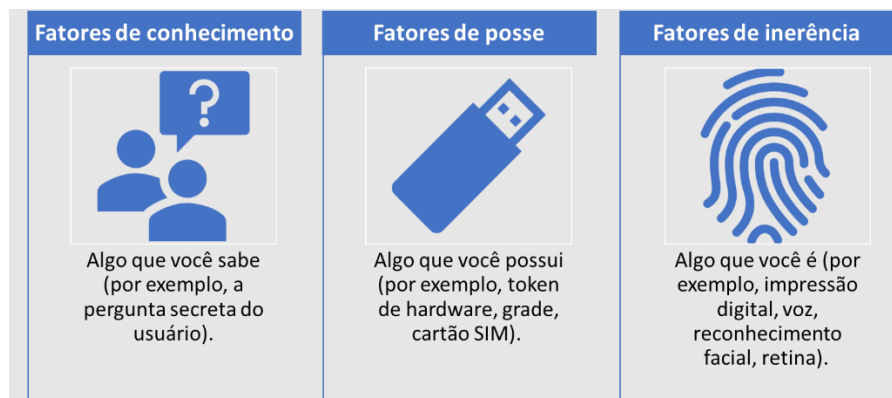 Fatores de conhecimento
?
Algo que você sabe
(por exemplo, a
pergunta secreta do
usuário).
Fatores de posse
Algo que você possui
(por exemplo, token
de hardware, grade,
cartão SIM).
Fatores de inerência
Algo que você é (por
exemplo, impressão
digital, voz,
reconhecimento
facial, retina).